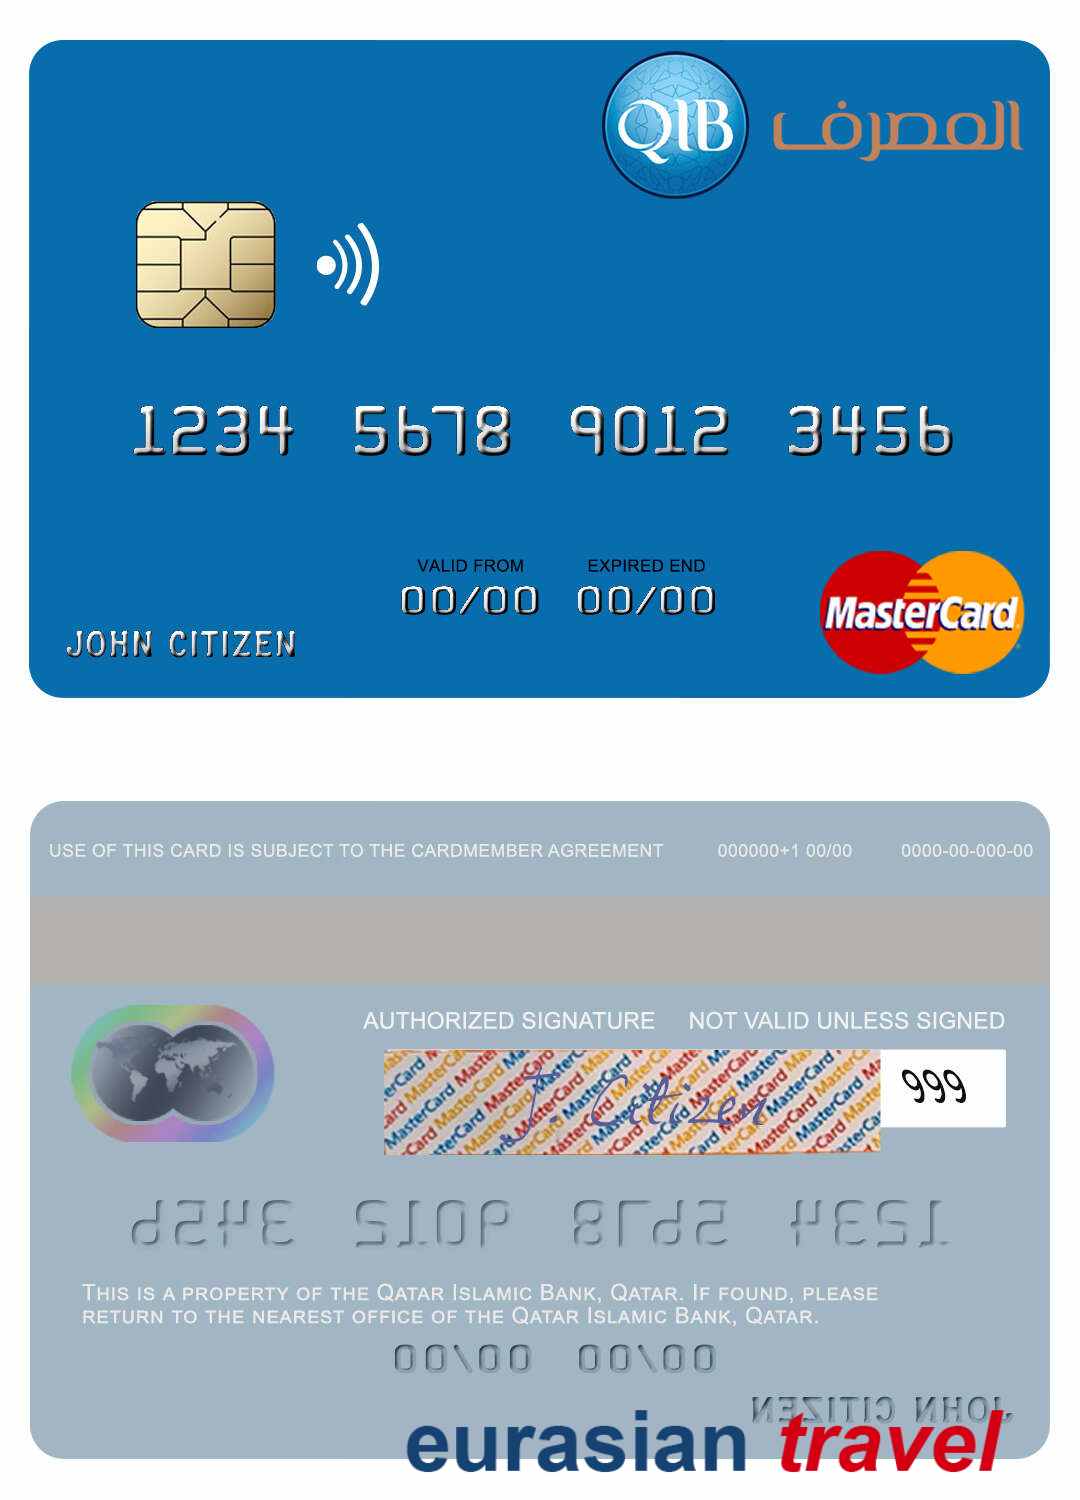 QIB المصرف
1234 5678 9012 3456
VALID FROM EXPIRED END
00/00 00/00
JOHN CITIZEN
MasterCard
USE OF THIS CARD IS SUBJECT TO THE CARDMEMBER AGREEMENT 000000+1 00/00 0000-00-000-00
AUTHORIZED SIGNATURE NOT VALID UNLESS SIGNED
J. Citizen 999
1234 5678 9012 3456
THIS IS A PROPERTY OF THE QATAR ISLAMIC BANK, QATAR. IF FOUND, PLEASE
RETURN TO THE NEAREST OFFICE OF THE QATAR ISLAMIC BANK, QATAR.
00/00 00/00
JOHN CITIZEN
eurasian travel